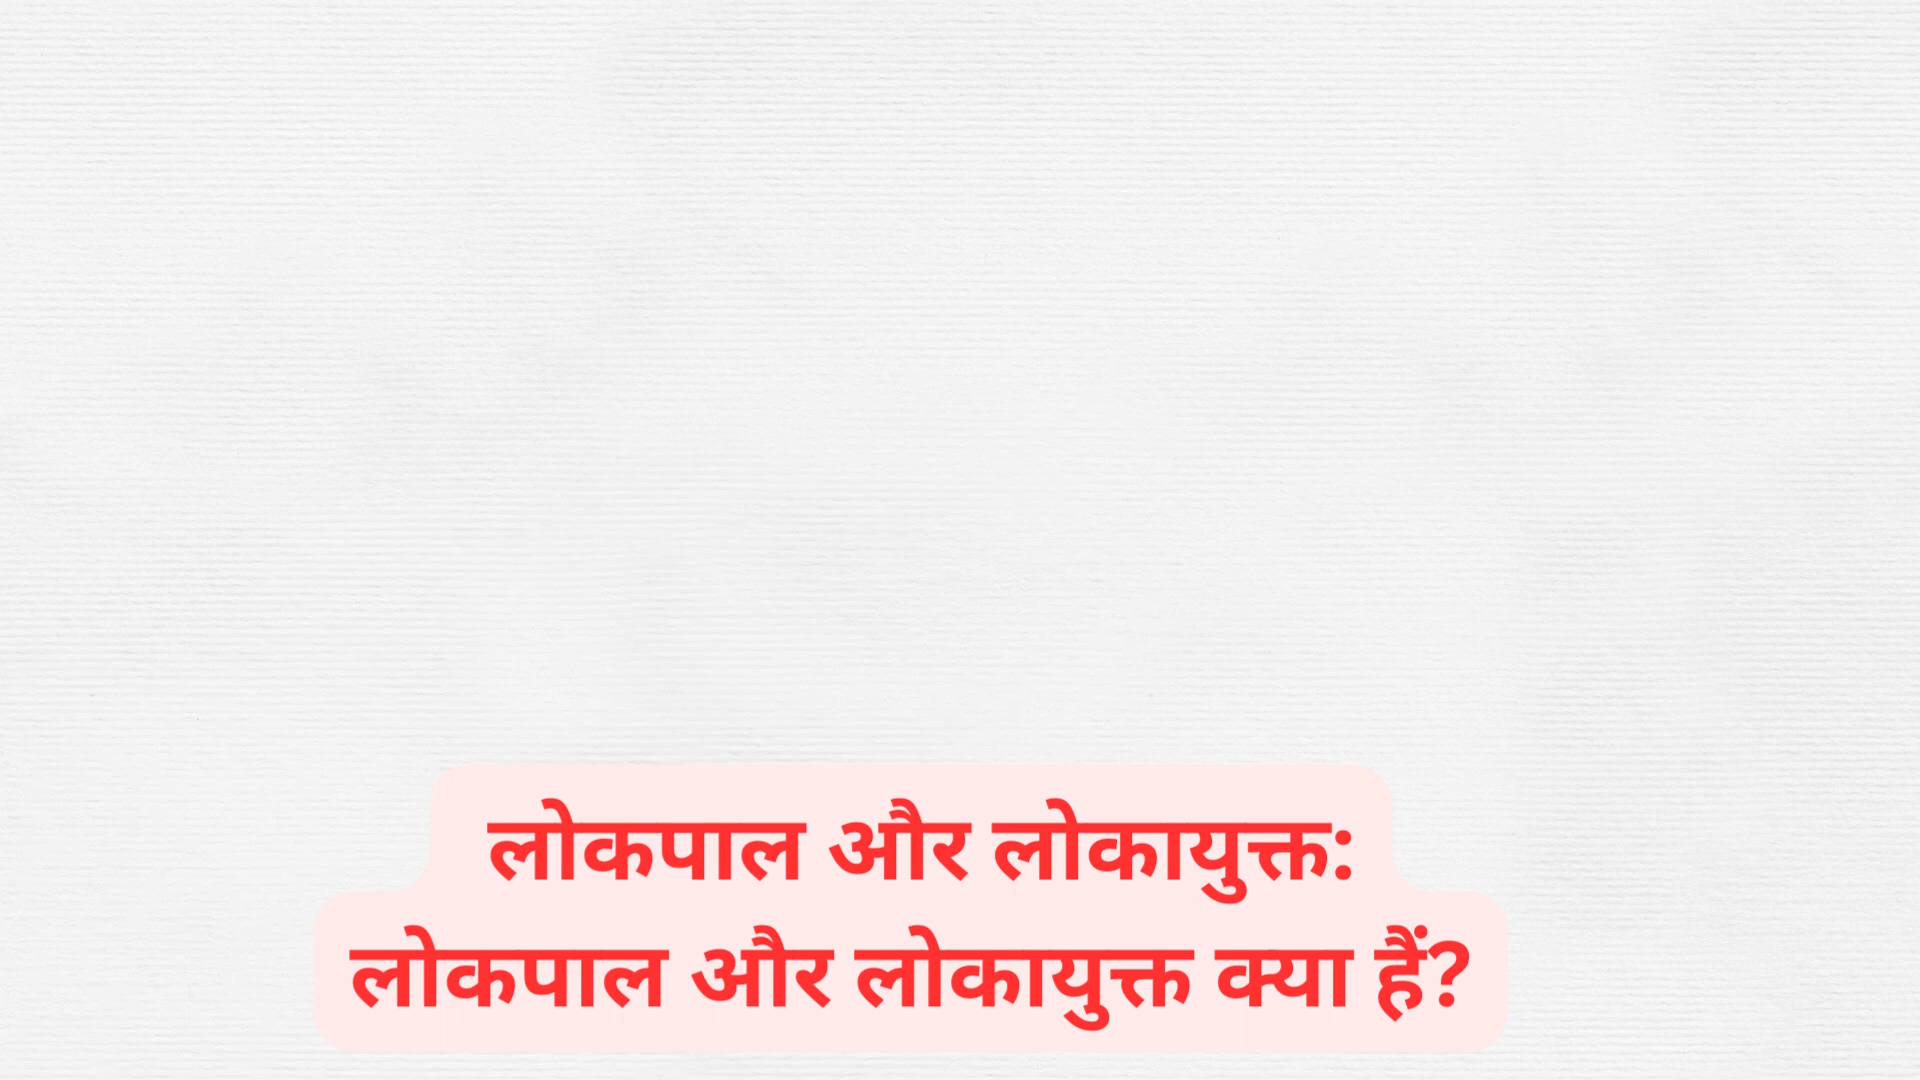 लोकपाल और लोकायुक्त:
लोकपाल और लोकायुक्त क्या हैं?